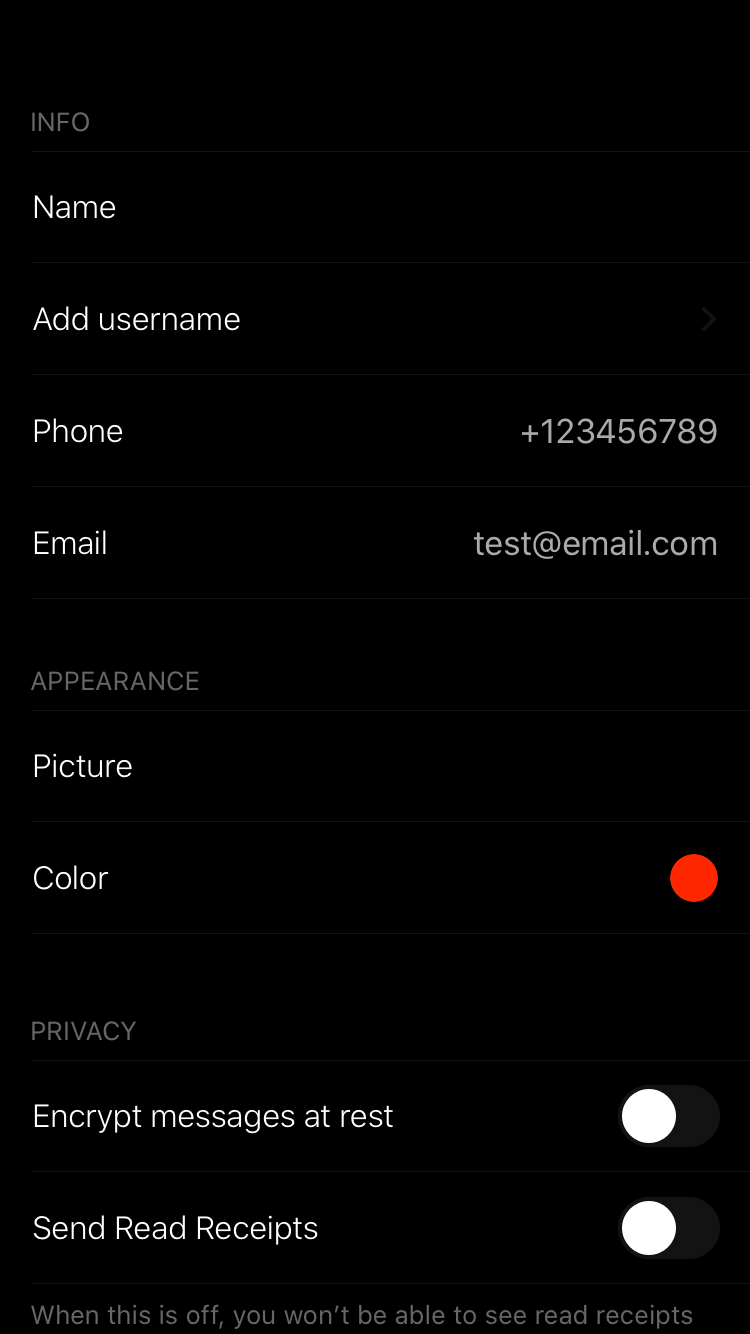 INFO
Name
Add username
Phone +123456789
Email test@email.com
APPEARANCE
Picture
Color
PRIVACY
Encrypt messages at rest
Send Read Receipts
When this is off, you won’t be able to see read receipts